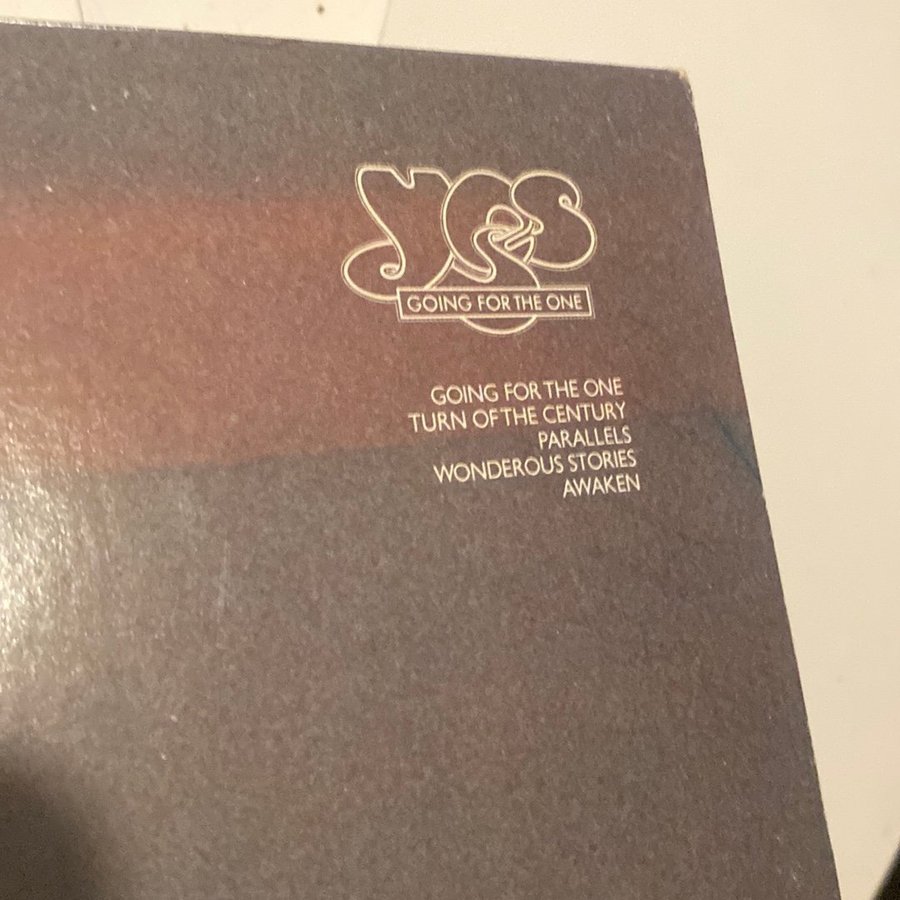 YES
GOING FOR THE ONE
GOING FOR THE ONE
TURN OF THE CENTURY
PARALLELS
WONDEROUS STORIES
AWAKEN